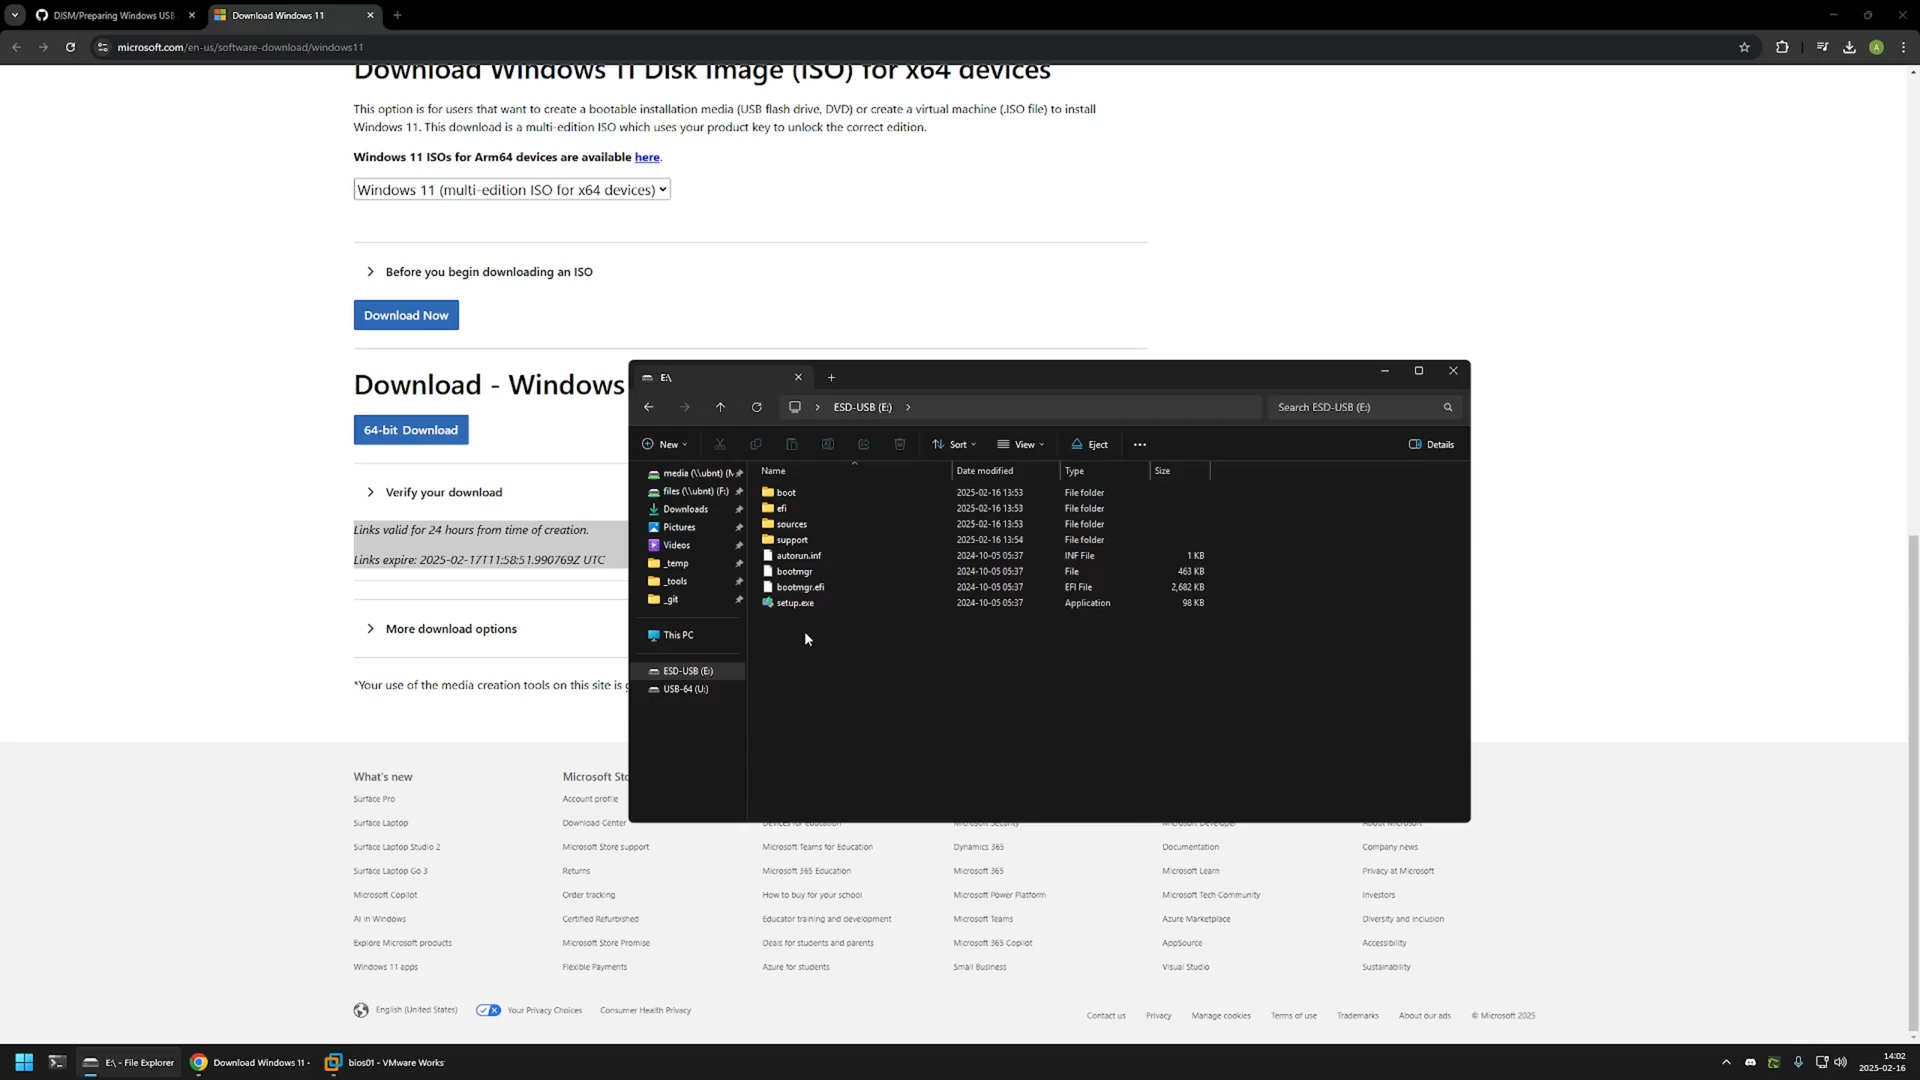 DISM/Preparing Windows USB
Download Windows 11
microsoft.com/en-us/software-download/windows11
A
Download Windows 11 Disk Image (ISO) for x64 devices
This option is for users that want to create a bootable installation media (USB flash drive, DVD) or create a virtual machine (.ISO file) to install
Windows 11. This download is a multi-edition ISO which uses your product key to unlock the correct edition.
Windows 11 ISOs for Arm64 devices are available here.
Windows 11 (multi-edition ISO for x64 devices)
Before you begin downloading an ISO
Download Now
Download - Windows
64-bit Download
Verify your download
Links valid for 24 hours from time of creation.
Links expire: 2025-02-17T11:58:51.990769Z UTC
More download options
*Your use of the media creation tools on this site is g
E:\
ESD-USB (E:)
Search ESD-USB (E:)
New
Sort
View
Eject
Details
Name
Date modified
Type
Size
media (\\ubnt) (M
files (\\ubnt) (F:)
Downloads
Pictures
Videos
_temp
_tools
_git
This PC
ESD-USB (E:)
USB-64 (U:)
boot 2025-02-16 13:53 File folder
efi 2025-02-16 13:53 File folder
sources 2025-02-16 13:53 File folder
support 2025-02-16 13:54 File folder
autorun.inf 2024-10-05 05:37 INF File 1 KB
bootmgr 2024-10-05 05:37 File 463 KB
bootmgr.efi 2024-10-05 05:37 EFI File 2,682 KB
setup.exe 2024-10-05 05:37 Application 98 KB
What's new
Surface Pro
Surface Laptop
Surface Laptop Studio 2
Surface Laptop Go 3
Microsoft Copilot
AI in Windows
Explore Microsoft products
Windows 11 apps
Microsoft Sto
Account profile
Download Center
Microsoft Store support
Returns
Order tracking
Certified Refurbished
Microsoft Store Promise
Flexible Payments
Devices for education
Microsoft Teams for Education
Microsoft 365 Education
How to buy for your school
Educator training and development
Deals for students and parents
Azure for students
Microsoft Security
Dynamics 365
Microsoft 365
Microsoft Power Platform
Microsoft Teams
Microsoft 365 Copilot
Small Business
Microsoft Developer
Documentation
Microsoft Learn
Microsoft Tech Community
Azure Marketplace
AppSource
Visual Studio
About Microsoft
Company news
Privacy at Microsoft
Investors
Diversity and inclusion
Accessibility
Sustainability
English (United States)
Your Privacy Choices
Consumer Health Privacy
Contact us
Privacy
Manage cookies
Terms of use
Trademarks
About our ads
© Microsoft 2025
E:\ - File Explorer
Download Windows 11 -
bios01 - VMware Works
14:02
2025-02-16